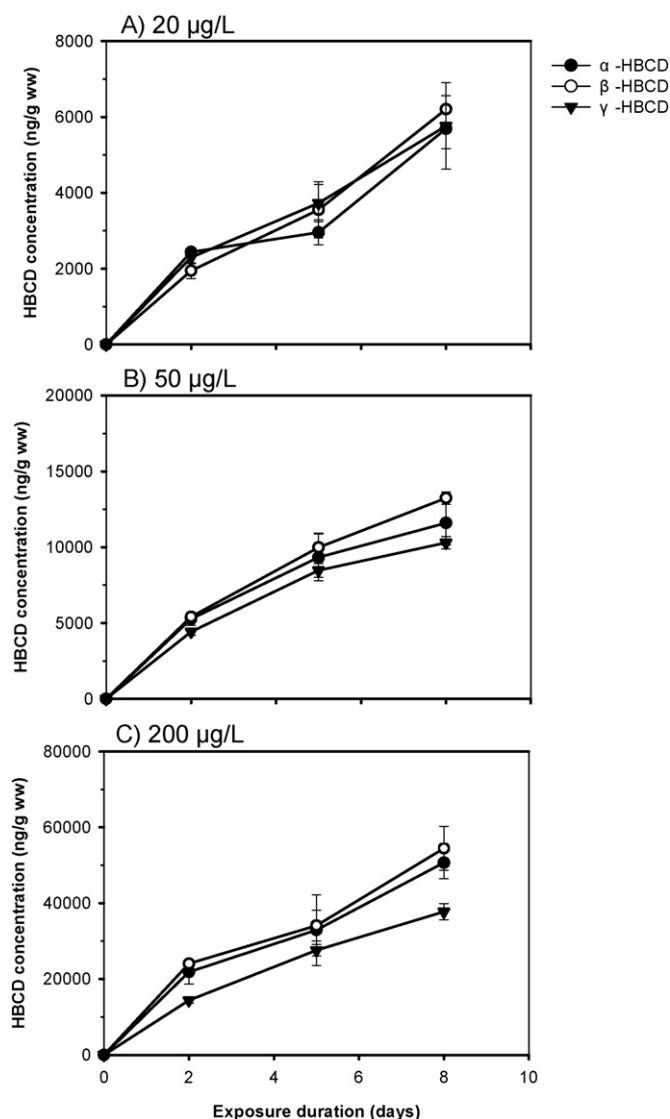 A) 20 µg/L
8000
6000
4000
2000
0
HBCD concentration (ng/g ww)
α -HBCD
β -HBCD
γ -HBCD
B) 50 µg/L
20000
15000
10000
5000
0
HBCD concentration (ng/g ww)
C) 200 µg/L
80000
60000
40000
20000
0
HBCD concentration (ng/g ww)
0 2 4 6 8 10
Exposure duration (days)